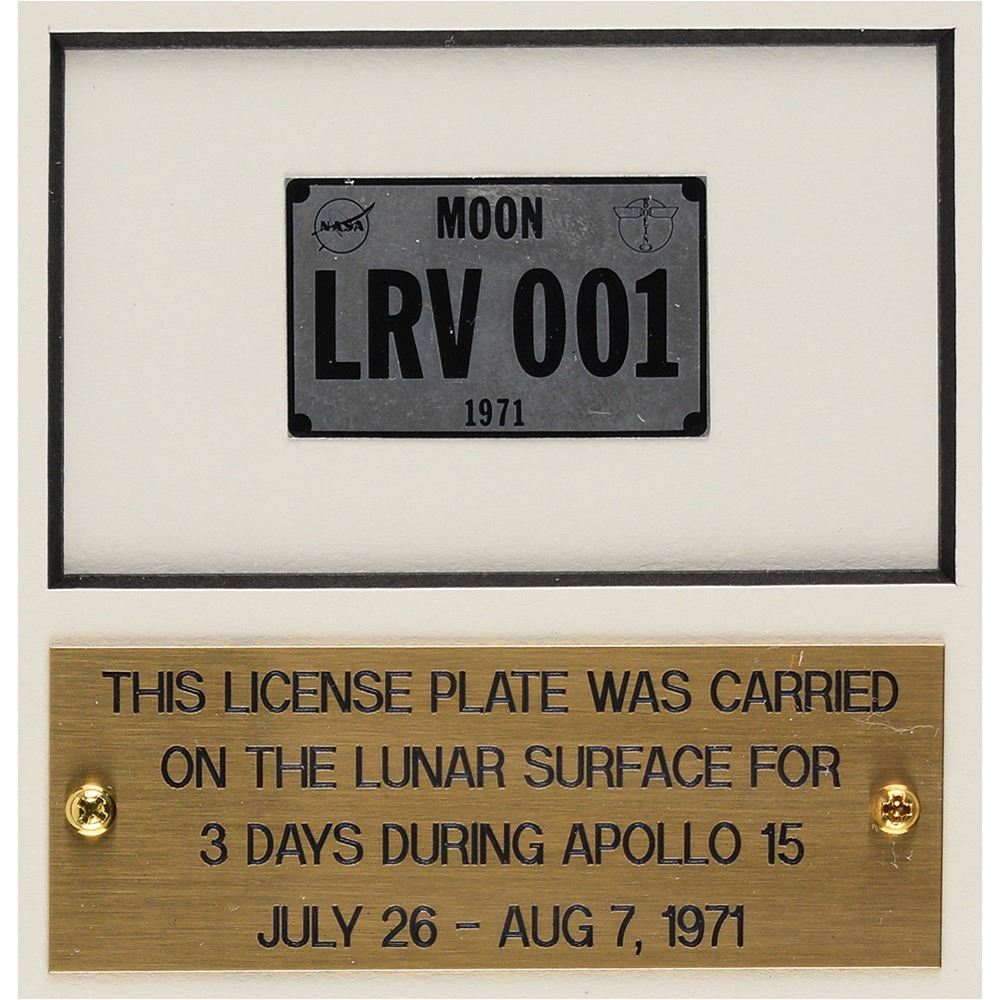 NASA
MOON
BOEING
LRV 001
1971
THIS LICENSE PLATE WAS CARRIED
ON THE LUNAR SURFACE FOR
3 DAYS DURING APOLLO 15
JULY 26 - AUG 7, 1971